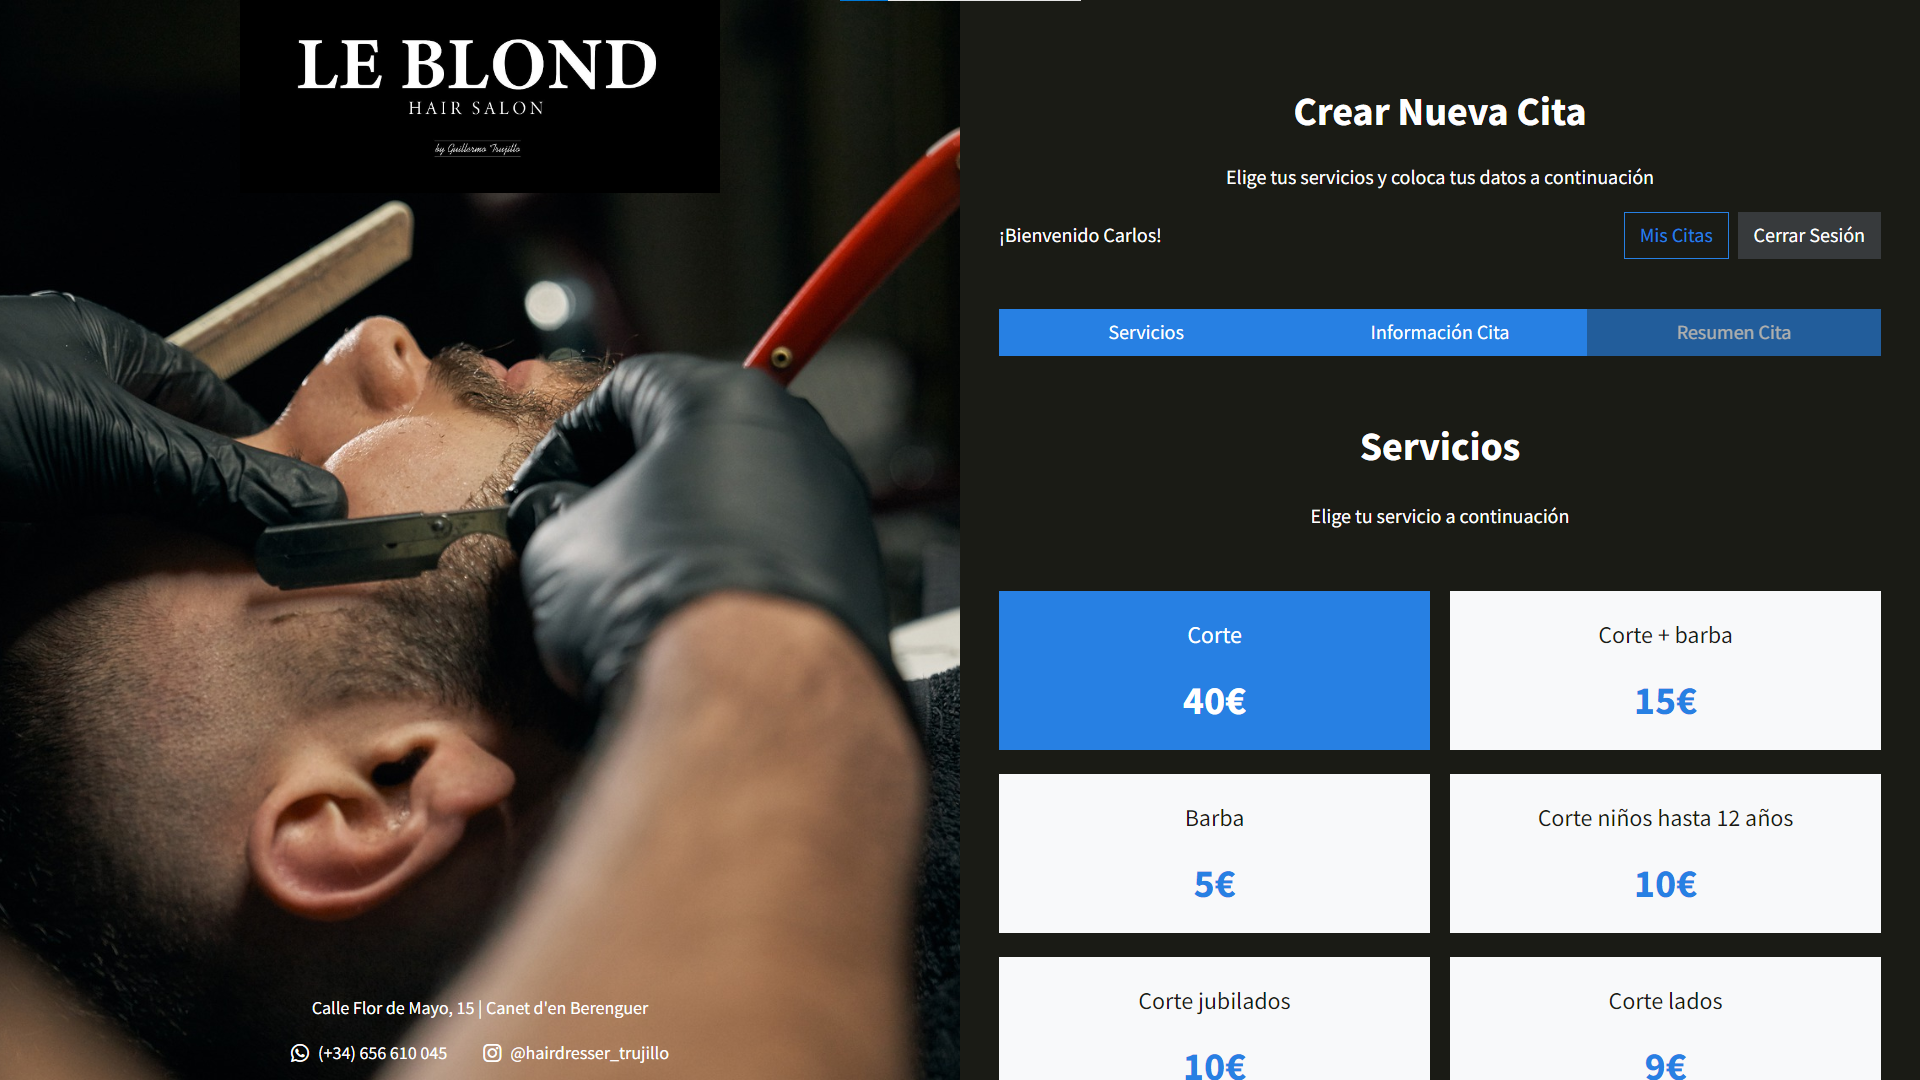 LE BLOND
HAIR SALON
by Guillermo Trujillo
Calle Flor de Mayo, 15 | Canet d'en Berenguer
(+34) 656 610 045 @hairdresser_trujillo
Crear Nueva Cita
Elige tus servicios y coloca tus datos a continuación
¡Bienvenido Carlos!
Mis Citas
Cerrar Sesión
Servicios
Información Cita
Resumen Cita
Servicios
Elige tu servicio a continuación
Corte
40€
Corte + barba
15€
Barba
5€
Corte niños hasta 12 años
10€
Corte jubilados
10€
Corte lados
9€